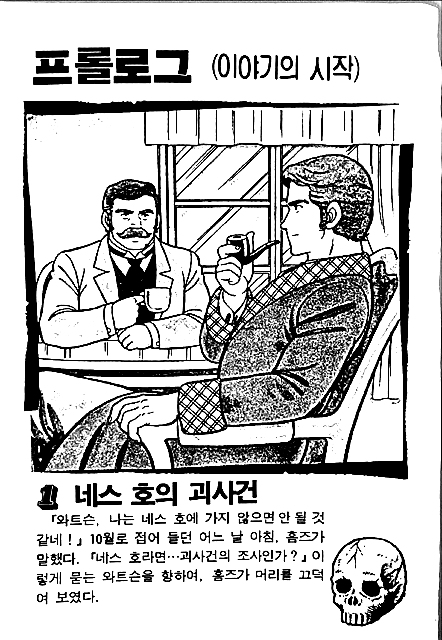 프롤로그 (이야기의 시작)
1 네스 호의 괴사건
「와트슨, 나는 네스 호에 가지 않으면 안 될 것
같네!」 10월로 접어 들던 어느 날 아침, 홈즈가
말했다. 「네스 호라면…괴사건의 조사인가?」 이
렇게 묻는 와트슨을 향하여, 홈즈가 머리를 끄덕
여 보였다.